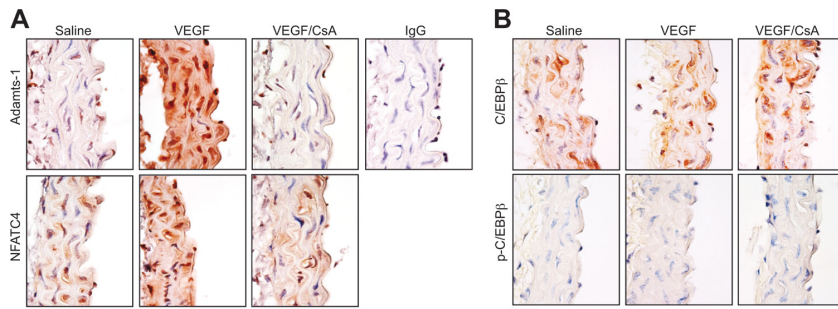 A
Saline
VEGF
VEGF/CsA
IgG
Adamts-1
NFATC4
B
Saline
VEGF
VEGF/CsA
C/EBPβ
p-C/EBPβ